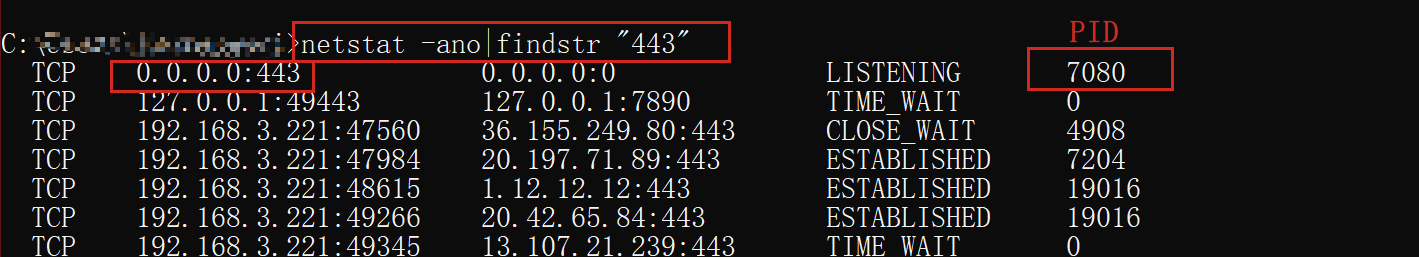 PID
C:\ >netstat -ano|findstr "443"
TCP 0.0.0.0:443 0.0.0.0:0 LISTENING 7080
TCP 127.0.0.1:49443 127.0.0.1:7890 TIME_WAIT 0
TCP 192.168.3.221:47560 36.155.249.80:443 CLOSE_WAIT 4908
TCP 192.168.3.221:47984 20.197.71.89:443 ESTABLISHED 7204
TCP 192.168.3.221:48615 1.12.12.12:443 ESTABLISHED 19016
TCP 192.168.3.221:49266 20.42.65.84:443 ESTABLISHED 19016
TCP 192.168.3.221:49345 13.107.21.239:443 TIME_WAIT 0